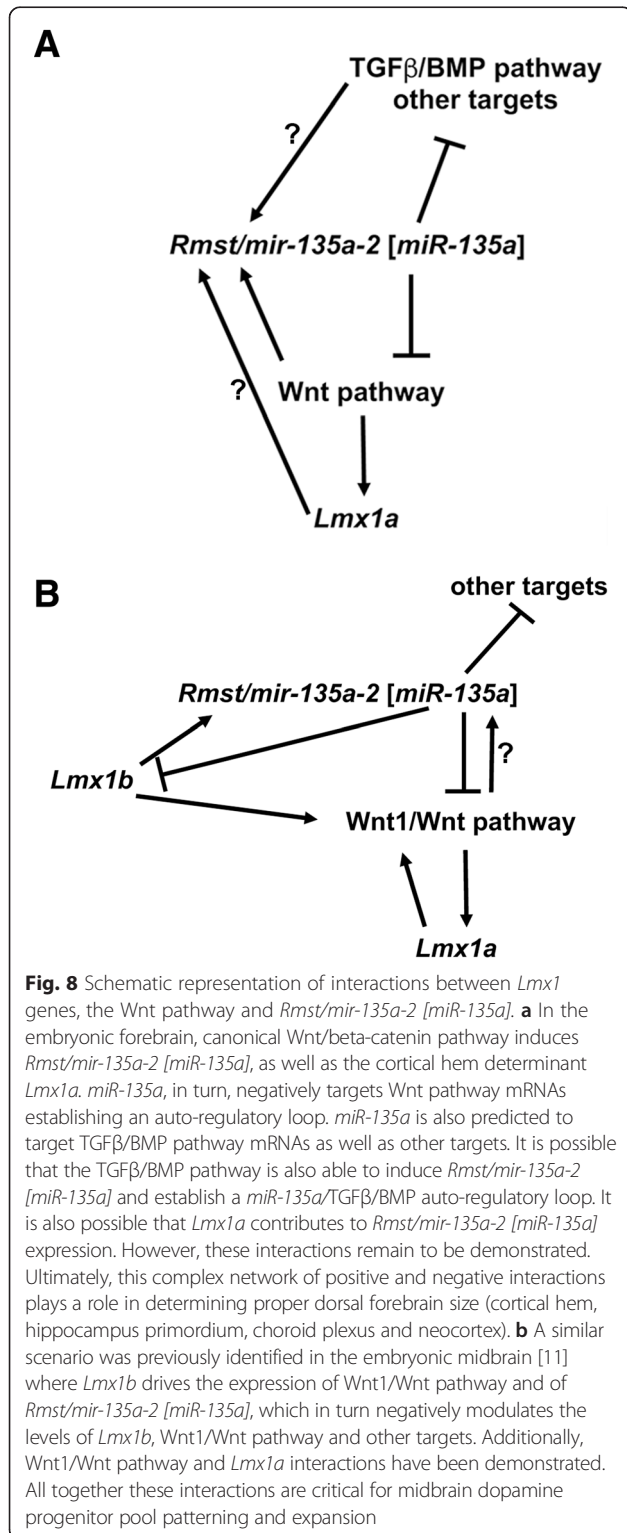 A
TGFβ/BMP pathway
other targets
?
Rmst/mir-135a-2 [miR-135a]
?
Wnt pathway
Lmx1a
B
other targets
Rmst/mir-135a-2 [miR-135a]
?
Lmx1b
Wnt1/Wnt pathway
Lmx1a
Fig. 8 Schematic representation of interactions between Lmx1
genes, the Wnt pathway and Rmst/mir-135a-2 [miR-135a]. a In the
embryonic forebrain, canonical Wnt/beta-catenin pathway induces
Rmst/mir-135a-2 [miR-135a], as well as the cortical hem determinant
Lmx1a. miR-135a, in turn, negatively targets Wnt pathway mRNAs
establishing an auto-regulatory loop. miR-135a is also predicted to
target TGFβ/BMP pathway mRNAs as well as other targets. It is possible
that the TGFβ/BMP pathway is also able to induce Rmst/mir-135a-2
[miR-135a] and establish a miR-135a/TGFβ/BMP auto-regulatory loop. It
is also possible that Lmx1a contributes to Rmst/mir-135a-2 [miR-135a]
expression. However, these interactions remain to be demonstrated.
Ultimately, this complex network of positive and negative interactions
plays a role in determining proper dorsal forebrain size (cortical hem,
hippocampus primordium, choroid plexus and neocortex). b A similar
scenario was previously identified in the embryonic midbrain [11]
where Lmx1b drives the expression of Wnt1/Wnt pathway and of
Rmst/mir-135a-2 [miR-135a], which in turn negatively modulates the
levels of Lmx1b, Wnt1/Wnt pathway and other targets. Additionally,
Wnt1/Wnt pathway and Lmx1a interactions have been demonstrated.
All together these interactions are critical for midbrain dopamine
progenitor pool patterning and expansion